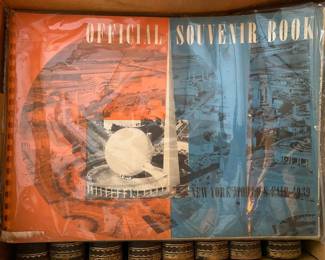 OFFICIAL SOUVENIR BOOK
NEW YORK WORLD'S FAIR 1939